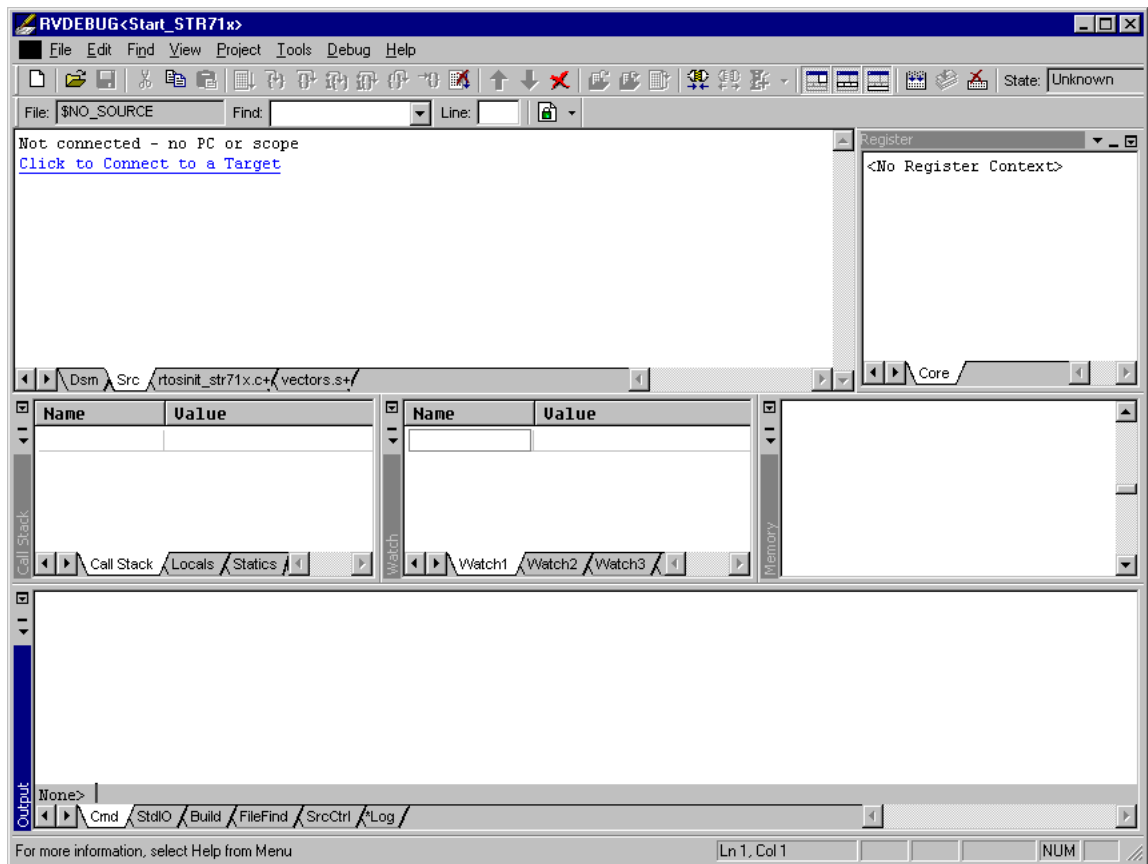 RVDEBUG<Start_STR71x>
File Edit Find View Project Tools Debug Help
State: Unknown
File: $NO_SOURCE Find: Line:
Not connected - no PC or scope
Click to Connect to a Target
Register
<No Register Context>
Dsm Src rtosinit_str71x.c+ vectors.s+
Core
Name Value
Call Stack
Call Stack Locals Statics
Name Value
Watch
Watch1 Watch2 Watch3
Memory
Output
None>
Cmd StdIO Build FileFind SrcCtrl *Log
For more information, select Help from Menu Ln 1, Col 1 NUM